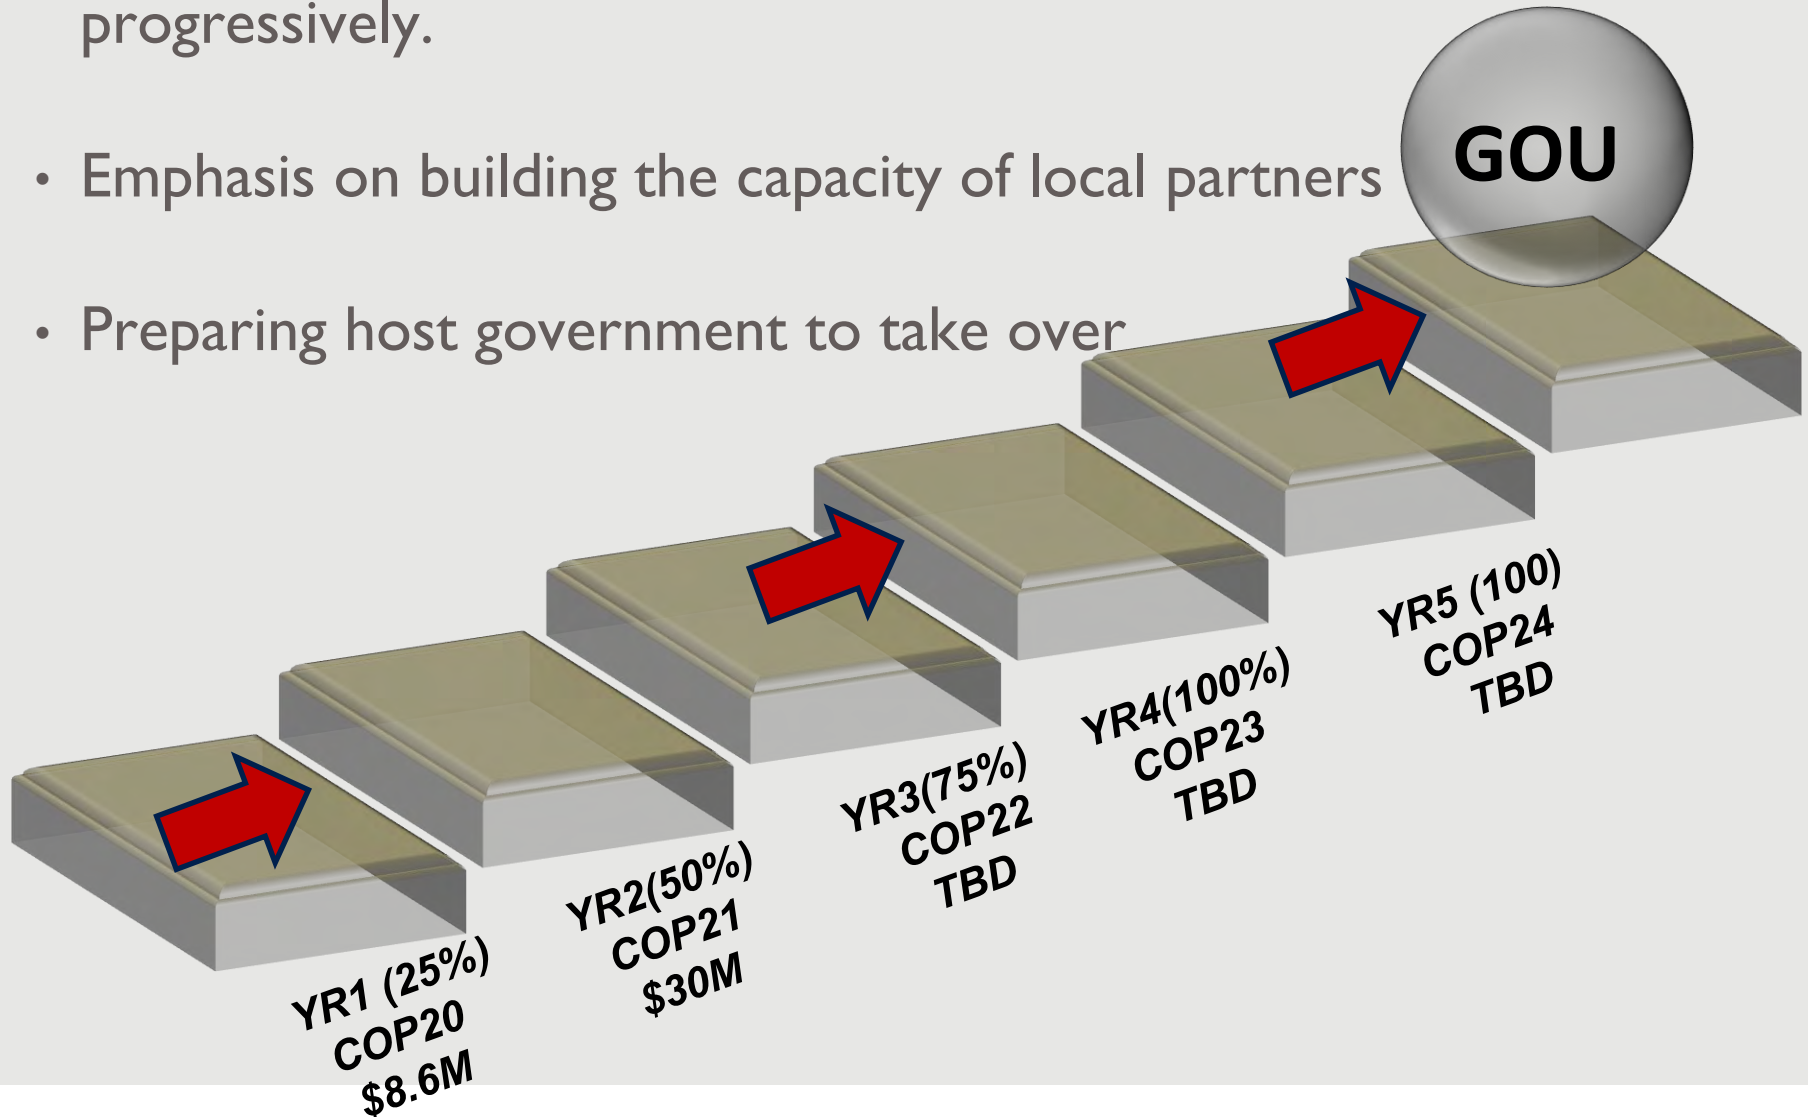 progressively.
• Emphasis on building the capacity of local partners
• Preparing host government to take over
GOU
YR1 (25%)
COP20
$8.6M
YR2(50%)
COP21
$30M
YR3(75%)
COP22
TBD
YR4(100%)
COP23
TBD
YR5 (100)
COP24
TBD